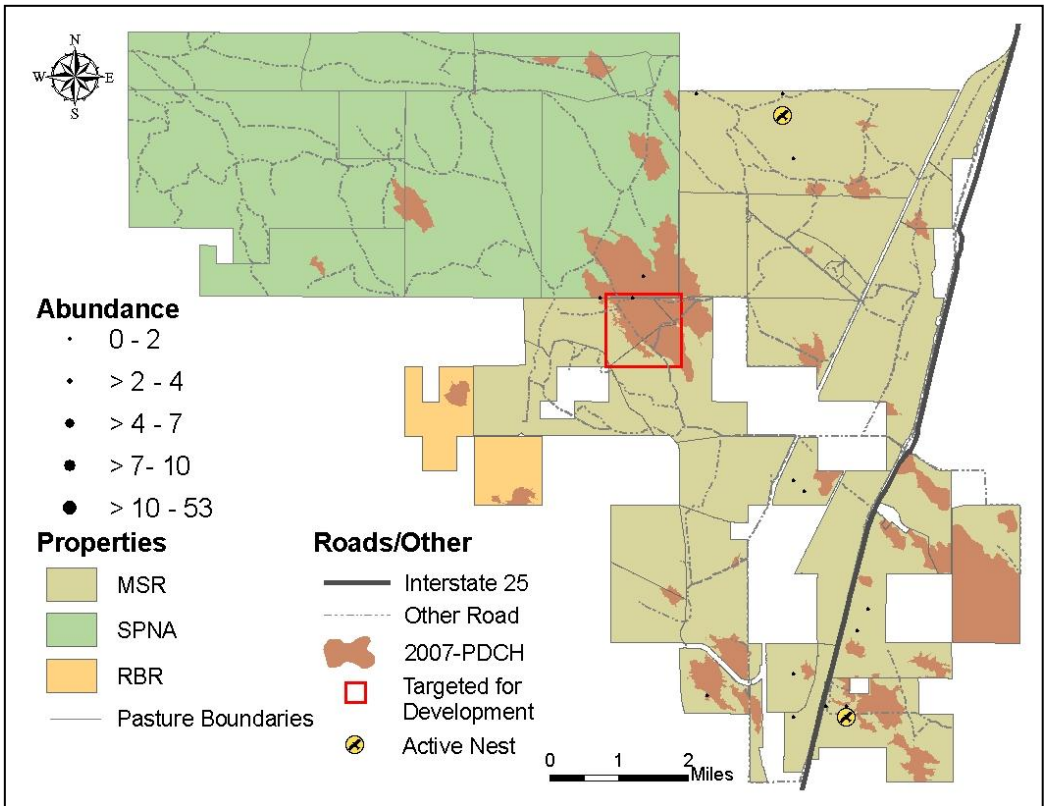 N
W E
S
Abundance
0 - 2
> 2 - 4
> 4 - 7
> 7- 10
> 10 - 53
Properties
MSR
SPNA
RBR
Pasture Boundaries
Roads/Other
Interstate 25
Other Road
2007-PDCH
Targeted for
Development
Active Nest
0 1 2
Miles